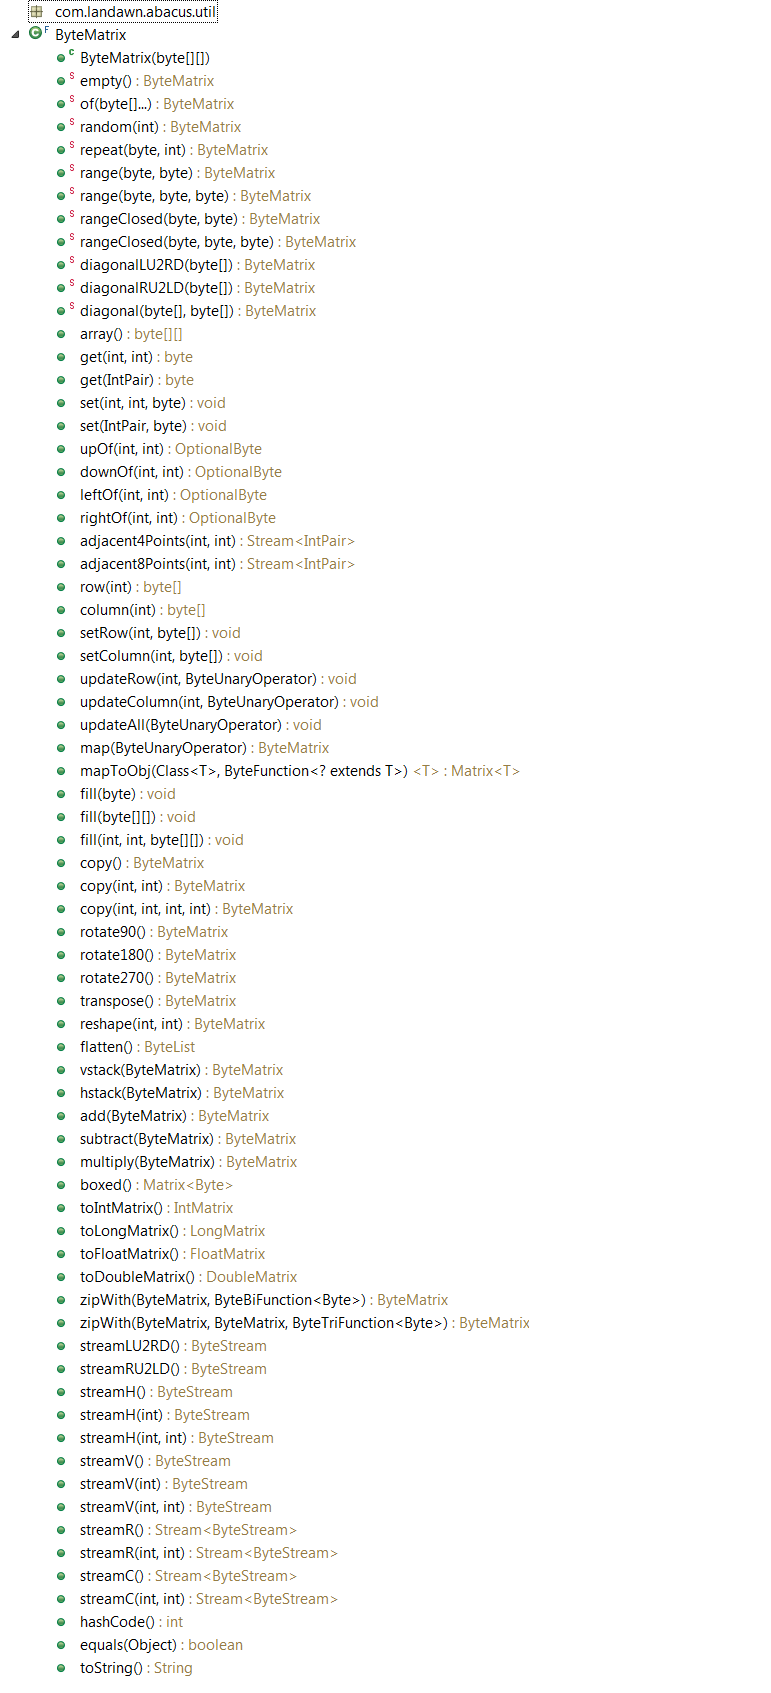 com.landawn.abacus.util
ByteMatrix
ByteMatrix(byte[][])
empty() : ByteMatrix
of(byte[]...) : ByteMatrix
random(int) : ByteMatrix
repeat(byte, int) : ByteMatrix
range(byte, byte) : ByteMatrix
range(byte, byte, byte) : ByteMatrix
rangeClosed(byte, byte) : ByteMatrix
rangeClosed(byte, byte, byte) : ByteMatrix
diagonalLU2RD(byte[]) : ByteMatrix
diagonalRU2LD(byte[]) : ByteMatrix
diagonal(byte[], byte[]) : ByteMatrix
array() : byte[][]
get(int, int) : byte
get(IntPair) : byte
set(int, int, byte) : void
set(IntPair, byte) : void
upOf(int, int) : OptionalByte
downOf(int, int) : OptionalByte
leftOf(int, int) : OptionalByte
rightOf(int, int) : OptionalByte
adjacent4Points(int, int) : Stream<IntPair>
adjacent8Points(int, int) : Stream<IntPair>
row(int) : byte[]
column(int) : byte[]
setRow(int, byte[]) : void
setColumn(int, byte[]) : void
updateRow(int, ByteUnaryOperator) : void
updateColumn(int, ByteUnaryOperator) : void
updateAll(ByteUnaryOperator) : void
map(ByteUnaryOperator) : ByteMatrix
mapToObj(Class<T>, ByteFunction<? extends T>) <T> : Matrix<T>
fill(byte) : void
fill(byte[][]) : void
fill(int, int, byte[][]) : void
copy() : ByteMatrix
copy(int, int) : ByteMatrix
copy(int, int, int, int) : ByteMatrix
rotate90() : ByteMatrix
rotate180() : ByteMatrix
rotate270() : ByteMatrix
transpose() : ByteMatrix
reshape(int, int) : ByteMatrix
flatten() : ByteList
vstack(ByteMatrix) : ByteMatrix
hstack(ByteMatrix) : ByteMatrix
add(ByteMatrix) : ByteMatrix
subtract(ByteMatrix) : ByteMatrix
multiply(ByteMatrix) : ByteMatrix
boxed() : Matrix<Byte>
toIntMatrix() : IntMatrix
toLongMatrix() : LongMatrix
toFloatMatrix() : FloatMatrix
toDoubleMatrix() : DoubleMatrix
zipWith(ByteMatrix, ByteBiFunction<Byte>) : ByteMatrix
zipWith(ByteMatrix, ByteMatrix, ByteTriFunction<Byte>) : ByteMatrix
streamLU2RD() : ByteStream
streamRU2LD() : ByteStream
streamH() : ByteStream
streamH(int) : ByteStream
streamH(int, int) : ByteStream
streamV() : ByteStream
streamV(int) : ByteStream
streamV(int, int) : ByteStream
streamR() : Stream<ByteStream>
streamR(int, int) : Stream<ByteStream>
streamC() : Stream<ByteStream>
streamC(int, int) : Stream<ByteStream>
hashCode() : int
equals(Object) : boolean
toString() : String